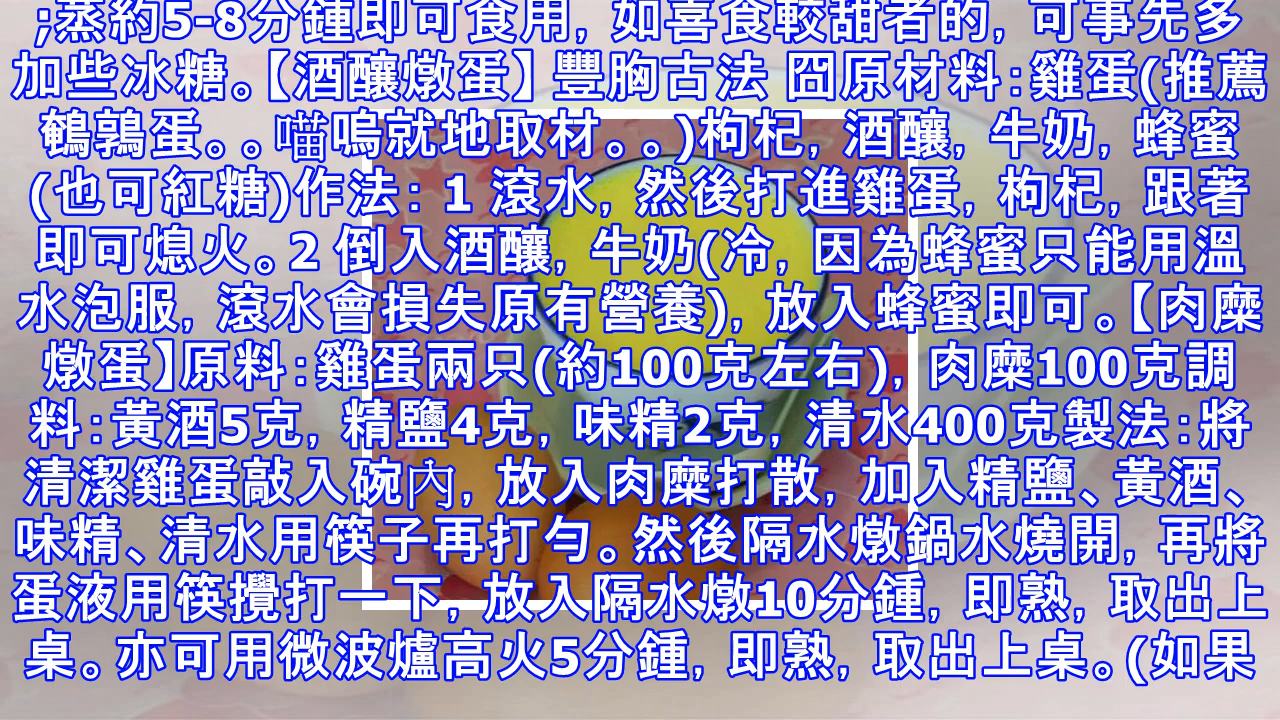 ;蒸約5-8分鍾即可食用, 如喜食較甜者的, 可事先多
加些冰糖。【酒釀燉蛋】 豐胸古法 囧原材料:雞蛋(推薦
鵪鶉蛋。。喵嗚就地取材。。)枸杞, 酒釀, 牛奶, 蜂蜜
(也可紅糖)作法: 1 滾水, 然後打進雞蛋, 枸杞, 跟著
即可熄火。2 倒入酒釀, 牛奶(冷, 因為蜂蜜只能用溫
水泡服, 滾水會損失原有營養), 放入蜂蜜即可。【肉糜
燉蛋】原料:雞蛋兩只(約100克左右), 肉糜100克調
料:黃酒5克, 精鹽4克, 味精2克, 清水400克製法:將
清潔雞蛋敲入碗內, 放入肉糜打散, 加入精鹽、黃酒、
味精、清水用筷子再打勻。然後隔水燉鍋水燒開, 再將
蛋液用筷攪打一下, 放入隔水燉10分鍾, 即熟, 取出上
桌。亦可用微波爐高火5分鍾, 即熟, 取出上桌。(如果